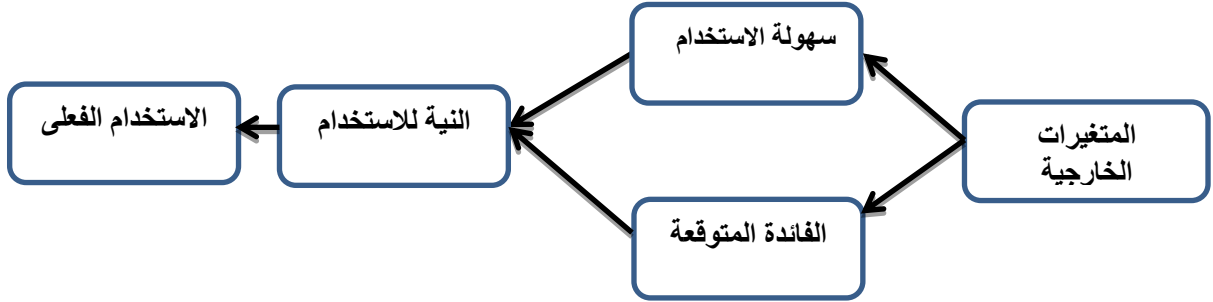 سهولة الاستخدام
المتغيرات
الخارجية
النية للاستخدام
الاستخدام الفعلى
الفائدة المتوقعة